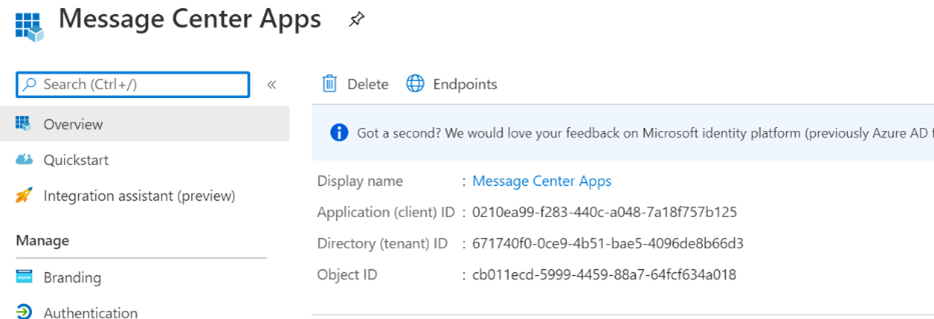 Message Center Apps
Search (Ctrl+/)
«
Delete
Endpoints
Overview
Got a second? We would love your feedback on Microsoft identity platform (previously Azure AD f
Quickstart
Display name : Message Center Apps
Integration assistant (preview)
Application (client) ID : 0210ea99-f283-440c-a048-7a18f757b125
Manage
Directory (tenant) ID : 671740f0-0ce9-4b51-bae5-4096de8b66d3
Branding
Object ID : cb011ecd-5999-4459-88a7-64fcf634a018
Authentication